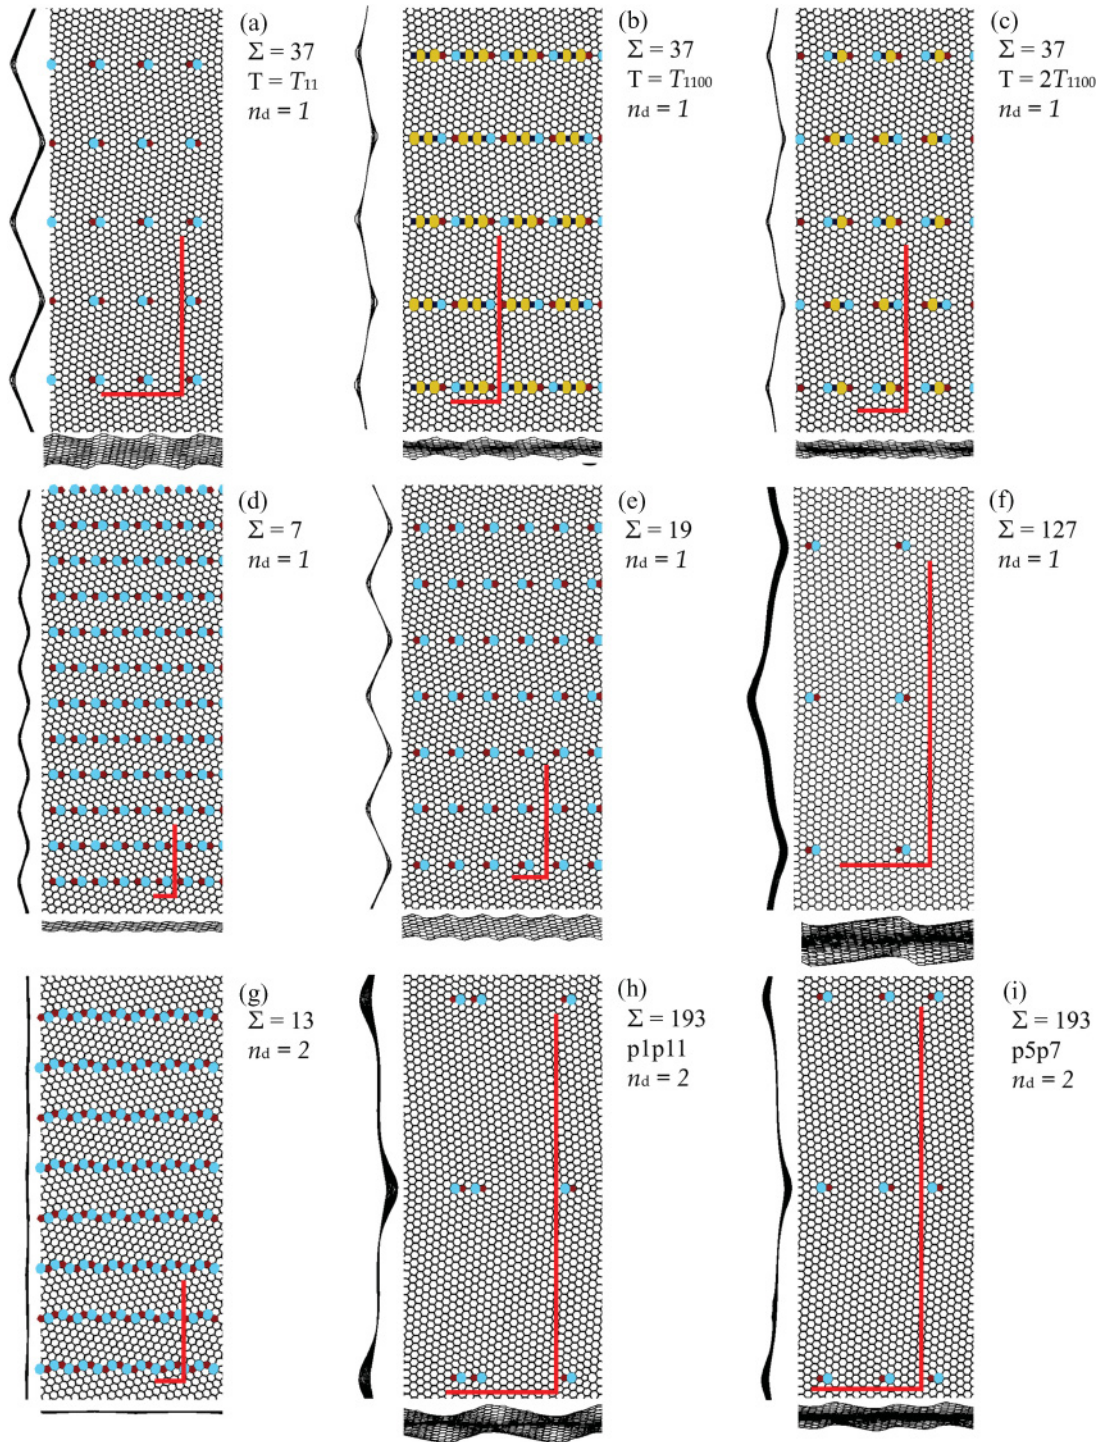 (a)
Σ = 37
T = T11
nd = 1
(b)
Σ = 37
T = T1100
nd = 1
(c)
Σ = 37
T = 2T1100
nd = 1
(d)
Σ = 7
nd = 1
(e)
Σ = 19
nd = 1
(f)
Σ = 127
nd = 1
(g)
Σ = 13
nd = 2
(h)
Σ = 193
p1p11
nd = 2
(i)
Σ = 193
p5p7
nd = 2